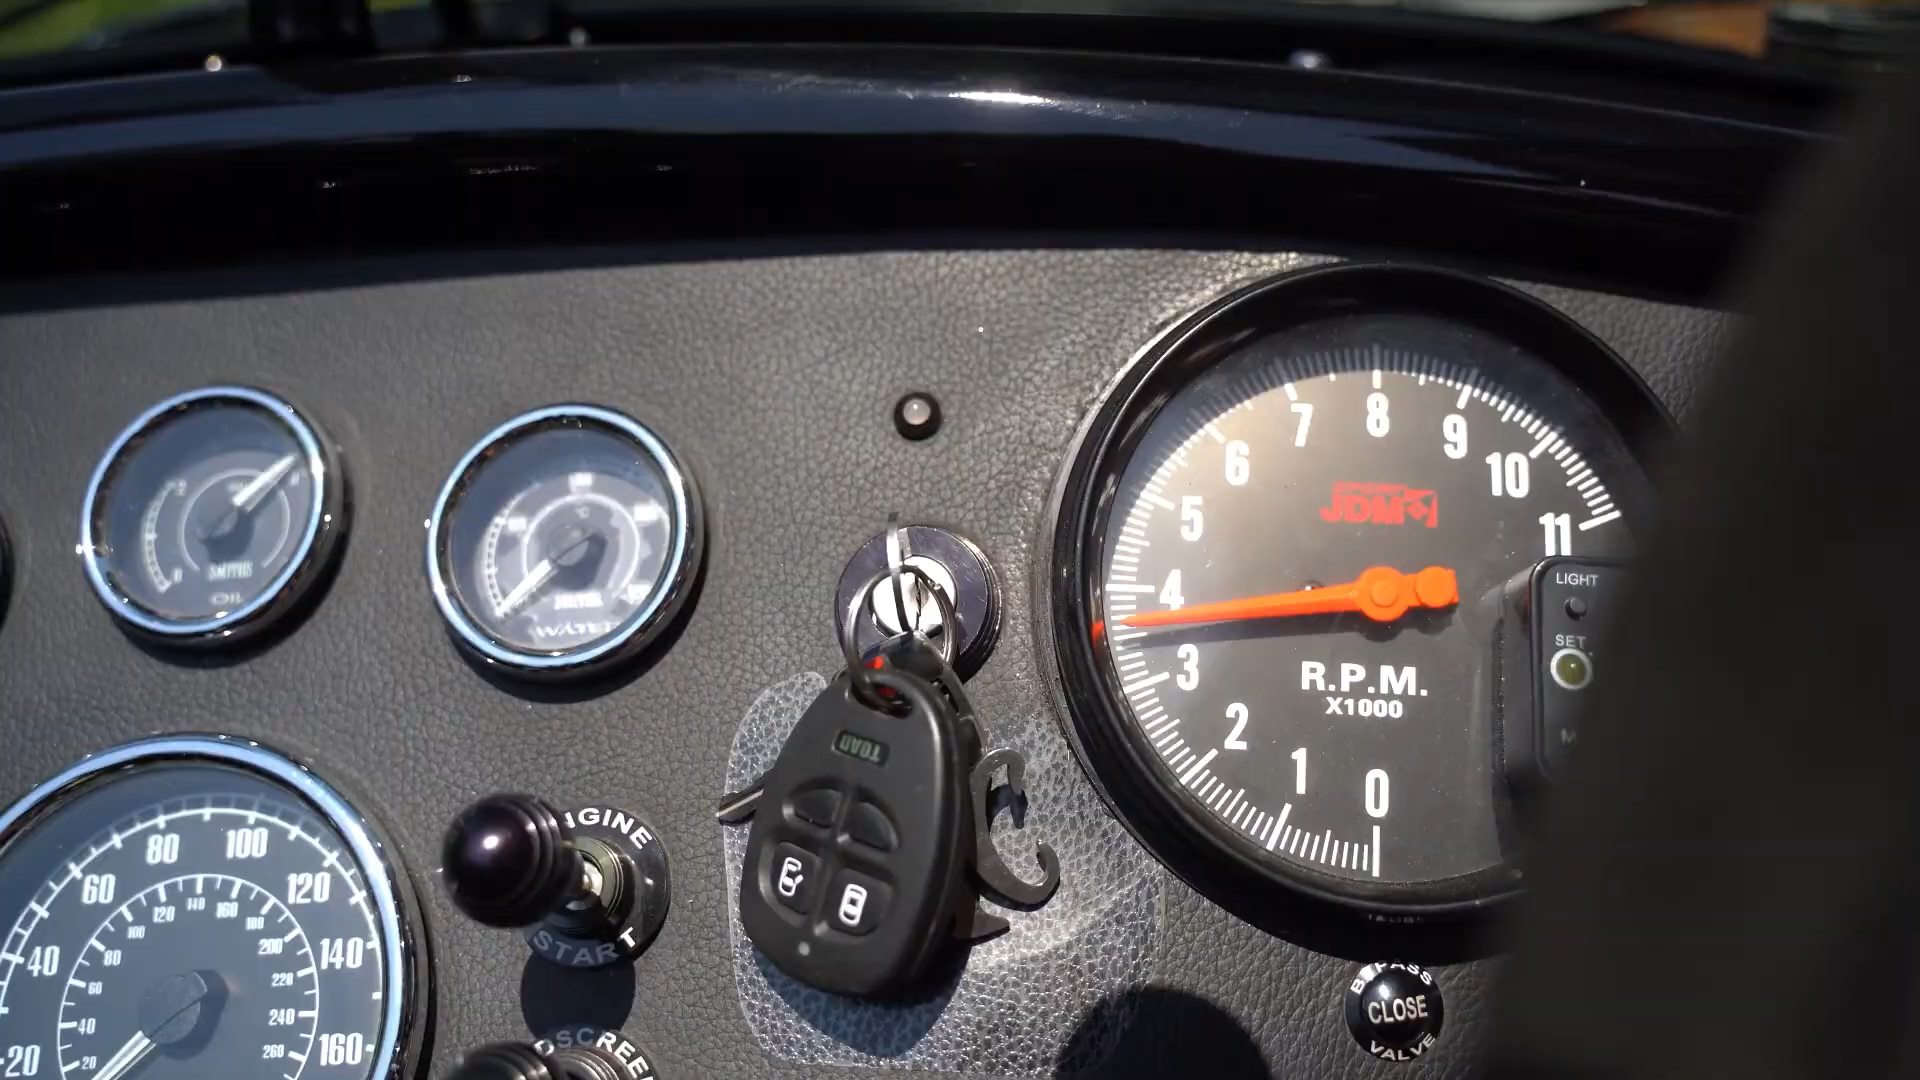 7 8 9
6 10
5 11
4
3
2
1 0
JDM
R.P.M.
X1000
LIGHT
SET
SMITHS
OIL
WATER
TOAD
NGINE
START
80 100
60 120
40 140
20 160
20 40 60 80 100 120 140 160 180 200 220 240 260
DSCREEN
BYPASS
CLOSE
VALVE